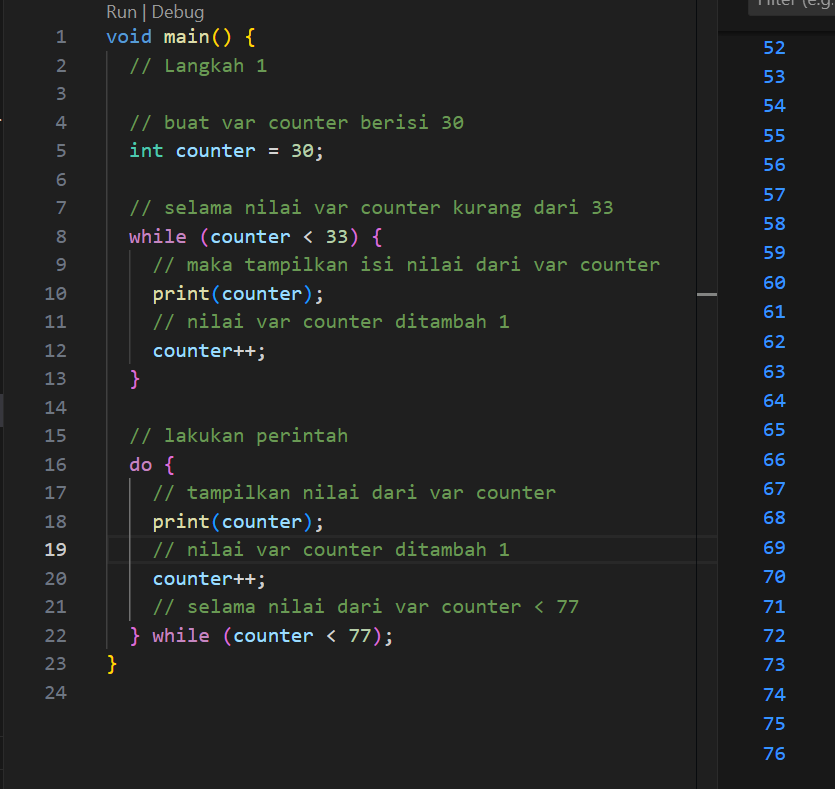 Run | Debug
1 void main() {
2 // Langkah 1
3
4 // buat var counter berisi 30
5 int counter = 30;
6
7 // selama nilai var counter kurang dari 33
8 while (counter < 33) {
9 // maka tampilkan isi nilai dari var counter
10 print(counter);
11 // nilai var counter ditambah 1
12 counter++;
13 }
14
15 // lakukan perintah
16 do {
17 // tampilkan nilai dari var counter
18 print(counter);
19 // nilai var counter ditambah 1
20 counter++;
21 // selama nilai dari var counter < 77
22 } while (counter < 77);
23 }
24
52
53
54
55
56
57
58
59
60
61
62
63
64
65
66
67
68
69
70
71
72
73
74
75
76